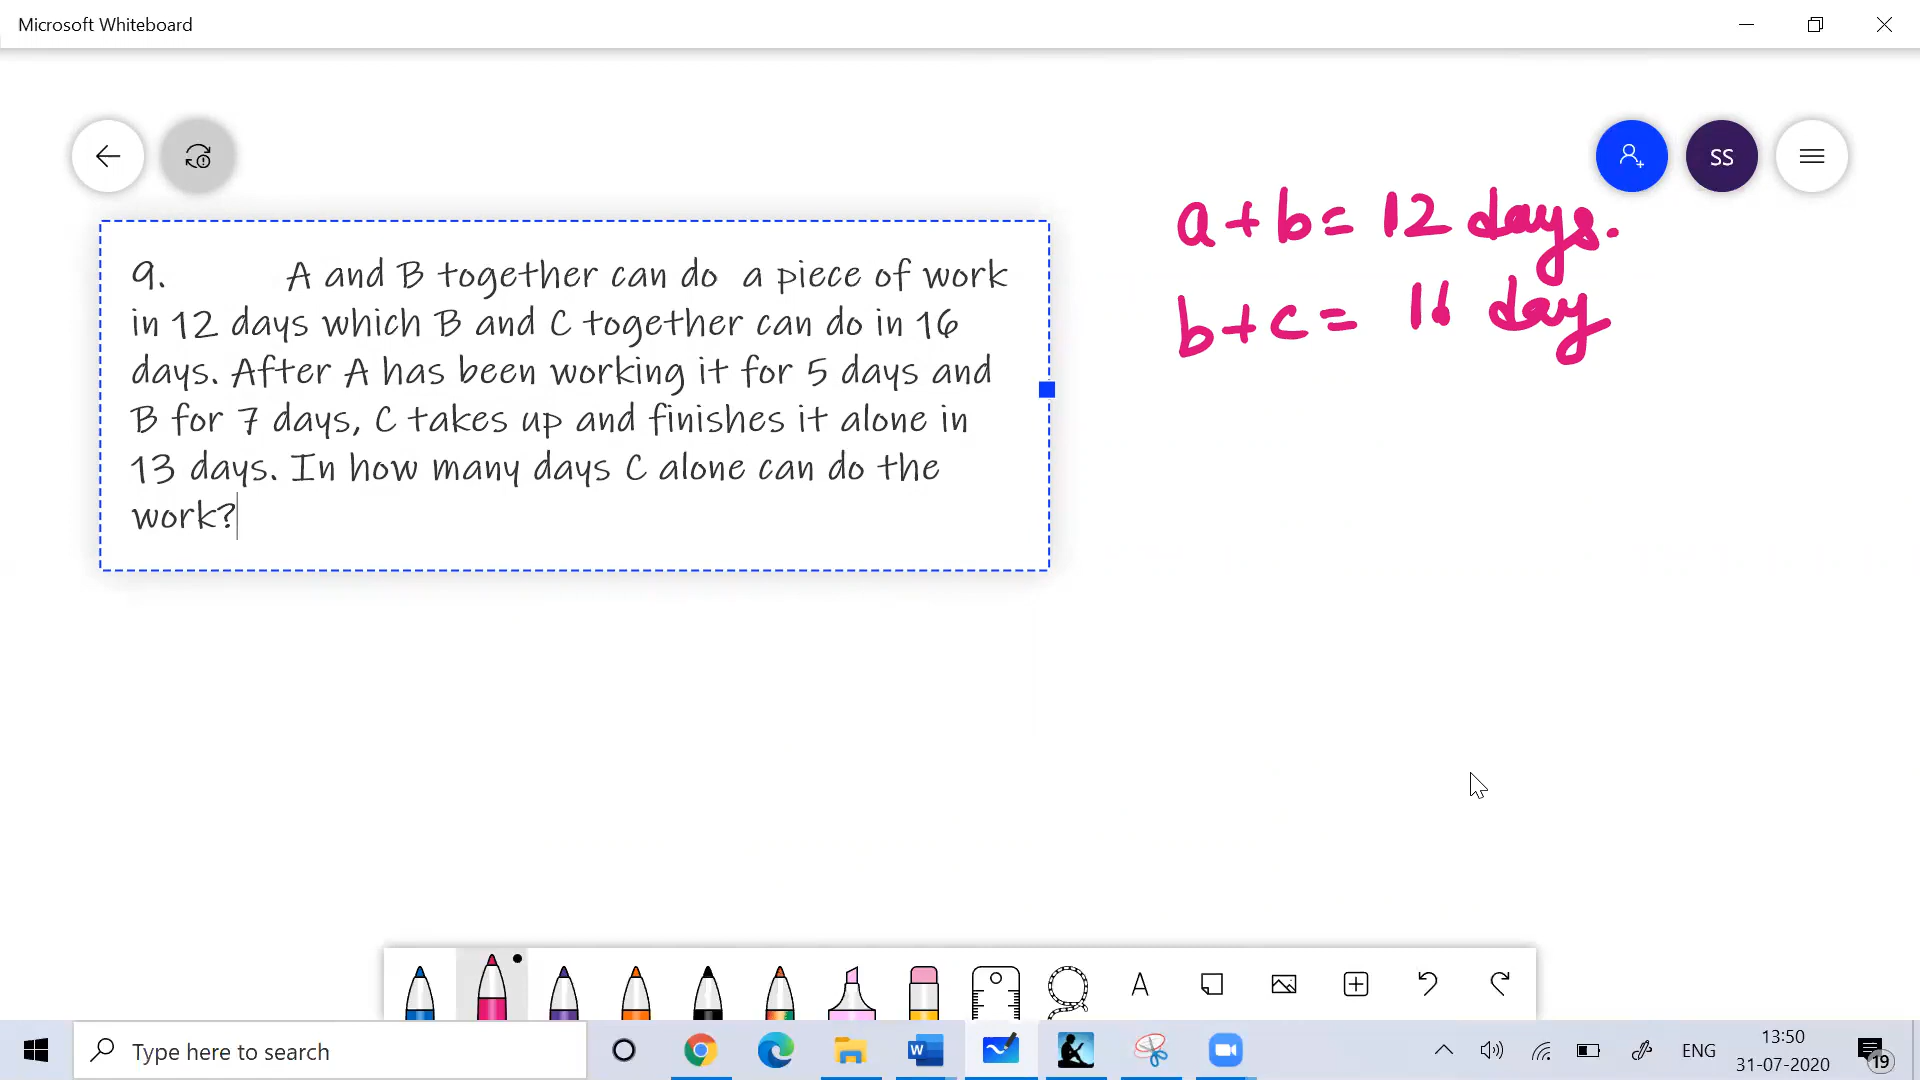 Microsoft Whiteboard
SS
a + b = 12 days.
b + c = 16 day
9. A and B together can do a piece of work
in 12 days which B and C together can do in 16
days. After A has been working it for 5 days and
B for 7 days, C takes up and finishes it alone in
13 days. In how many days C alone can do the
work?
Type here to search
ENG
13:50
31-07-2020
19